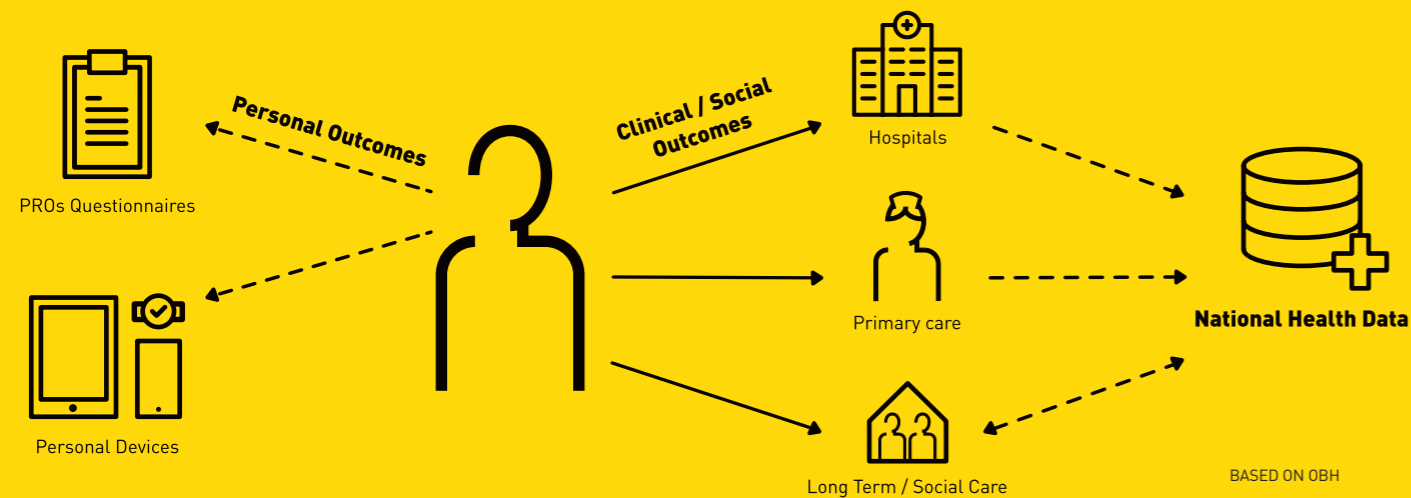 Personal Outcomes
Clinical / Social
Outcomes
PROs Questionnaires
Personal Devices
Hospitals
Primary care
Long Term / Social Care
National Health Data
BASED ON OBH